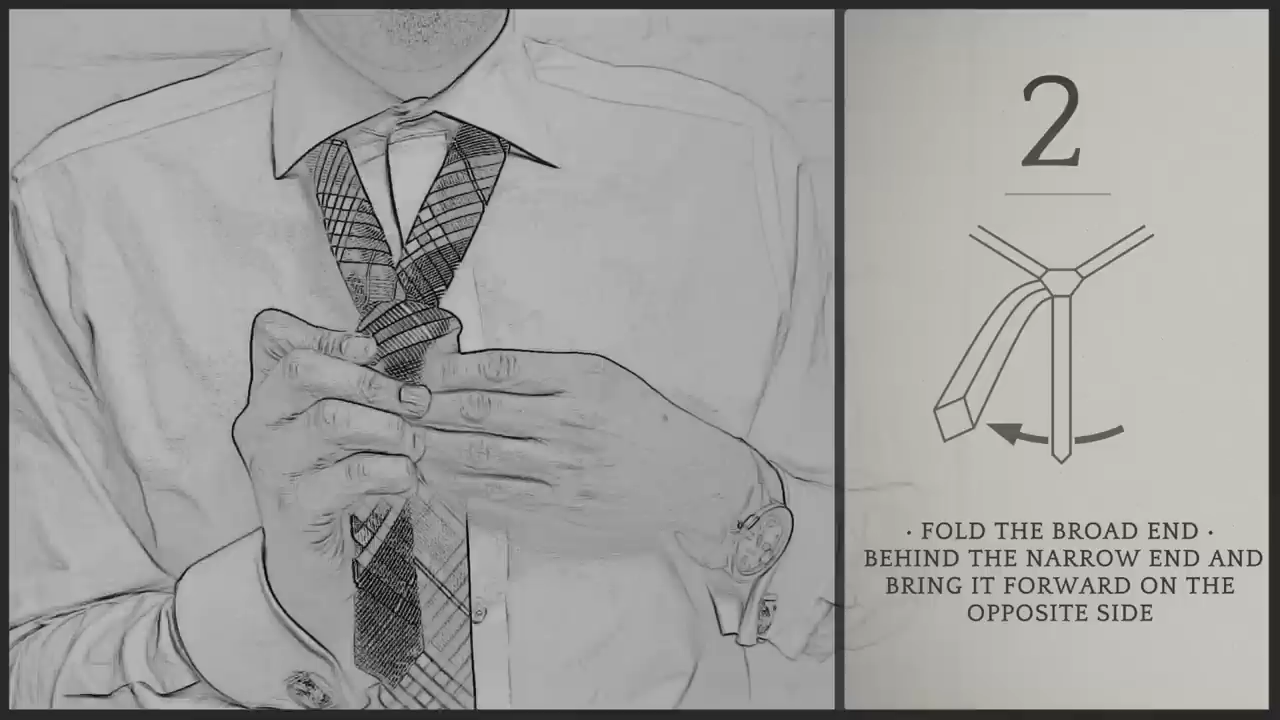 2
· FOLD THE BROAD END ·
BEHIND THE NARROW END AND
BRING IT FORWARD ON THE
OPPOSITE SIDE